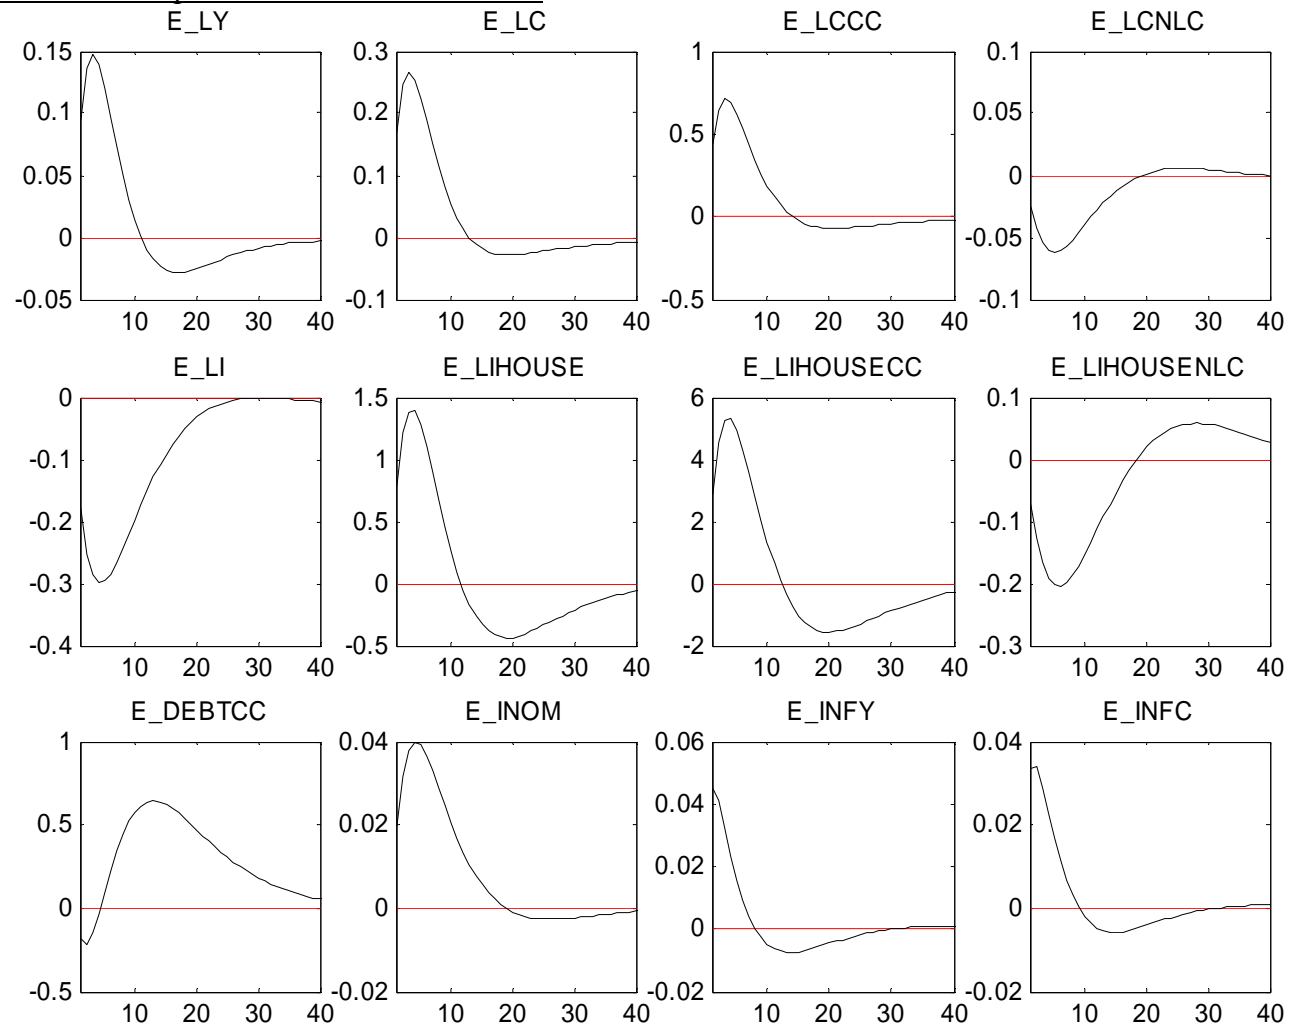 E_LY E_LC E_LCCC E_LCNLC
0.15 0.3 1 0.1
0.1 0.2 0.5 0.05
0.05 0.1 0 0
0 0 -0.05
-0.05 -0.1 -0.5 -0.1
10 20 30 40 10 20 30 40 10 20 30 40 10 20 30 40
E_LI E_LIHOUSE E_LIHOUSECC E_LIHOUSENLC
0 1.5 6 0.1
-0.1 1 4 0
-0.2 0.5 2 -0.1
-0.3 0 0 -0.2
-0.4 -0.5 -2 -0.3
10 20 30 40 10 20 30 40 10 20 30 40 10 20 30 40
E_DEBTCC E_INOM E_INFY E_INFC
1 0.04 0.06 0.04
0.5 0.02 0.04 0.02
0 0 0.02 0
0
-0.5 -0.02 -0.02 -0.02
10 20 30 40 10 20 30 40 10 20 30 40 10 20 30 40